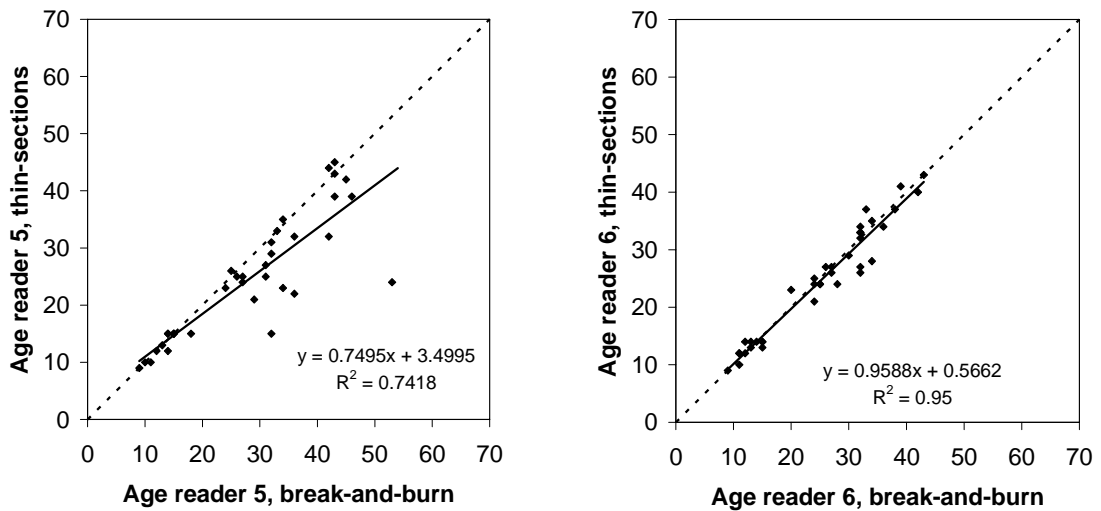 70
60
50
40
30
20
10
0
Age reader 5, thin-sections
y = 0.7495x + 3.4995
R² = 0.7418
0 10 20 30 40 50 60 70
Age reader 5, break-and-burn
70
60
50
40
30
20
10
0
Age reader 6, thin-sections
y = 0.9588x + 0.5662
R² = 0.95
0 10 20 30 40 50 60 70
Age reader 6, break-and-burn